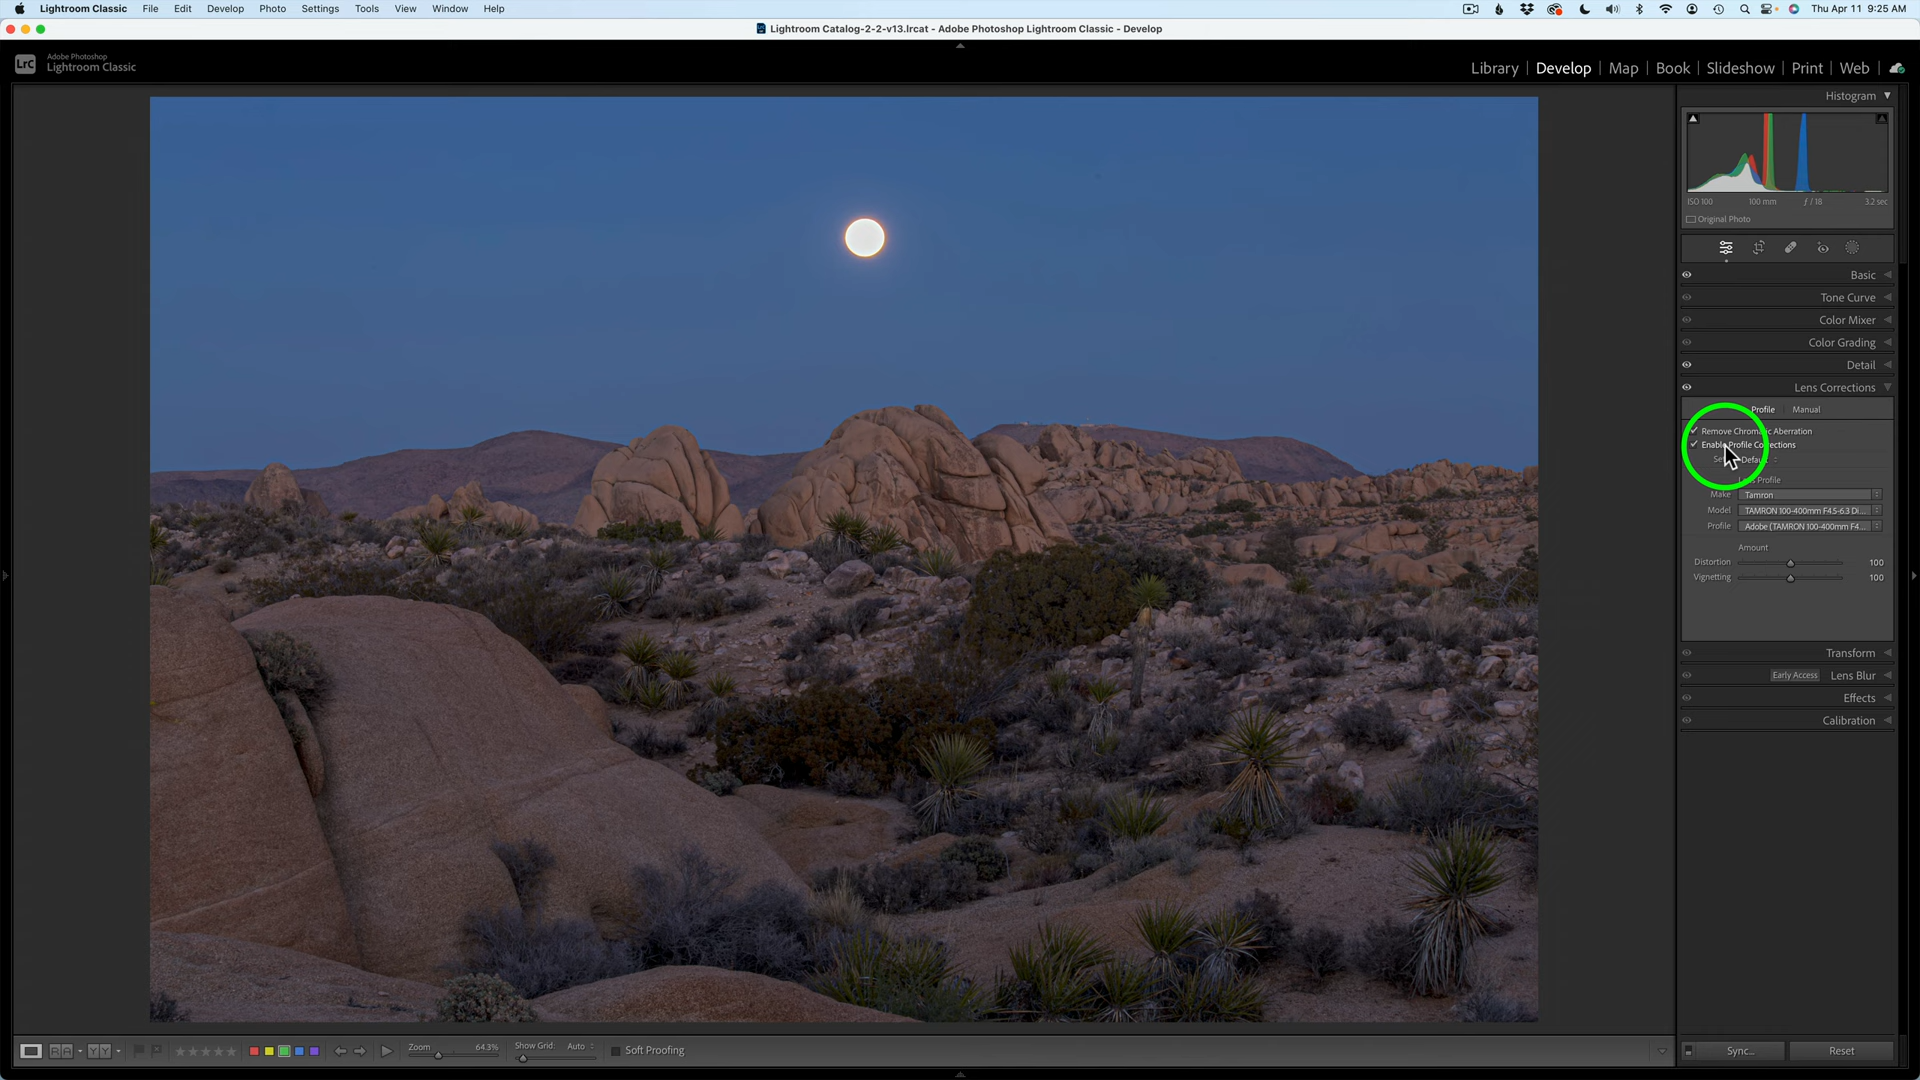 Lightroom Classic File Edit Develop Photo Settings Tools View Window Help Thu Apr 11 9:25 AM
Lightroom Catalog-2-2-v13.lrcat - Adobe Photoshop Lightroom Classic - Develop
LrC
Adobe Photoshop
Lightroom Classic
Library | Develop | Map | Book | Slideshow | Print | Web
Histogram
ISO 100 100 mm ƒ / 18 3.2 sec
Original Photo
Basic
Tone Curve
Color Mixer
Color Grading
Detail
Lens Corrections
Profile Manual
Remove Chromatic Aberration
Enable Profile Corrections
Default
Profile
Make Tamron
Model TAMRON 100-400mm F4.5-6.3 Di...
Profile Adobe (TAMRON 100-400mm F4...
Amount
Distortion 100
Vignetting 100
Transform
Early Access Lens Blur
Effects
Calibration
R A Y Y Zoom 64.3% Show Grid: Auto Soft Proofing
Sync... Reset